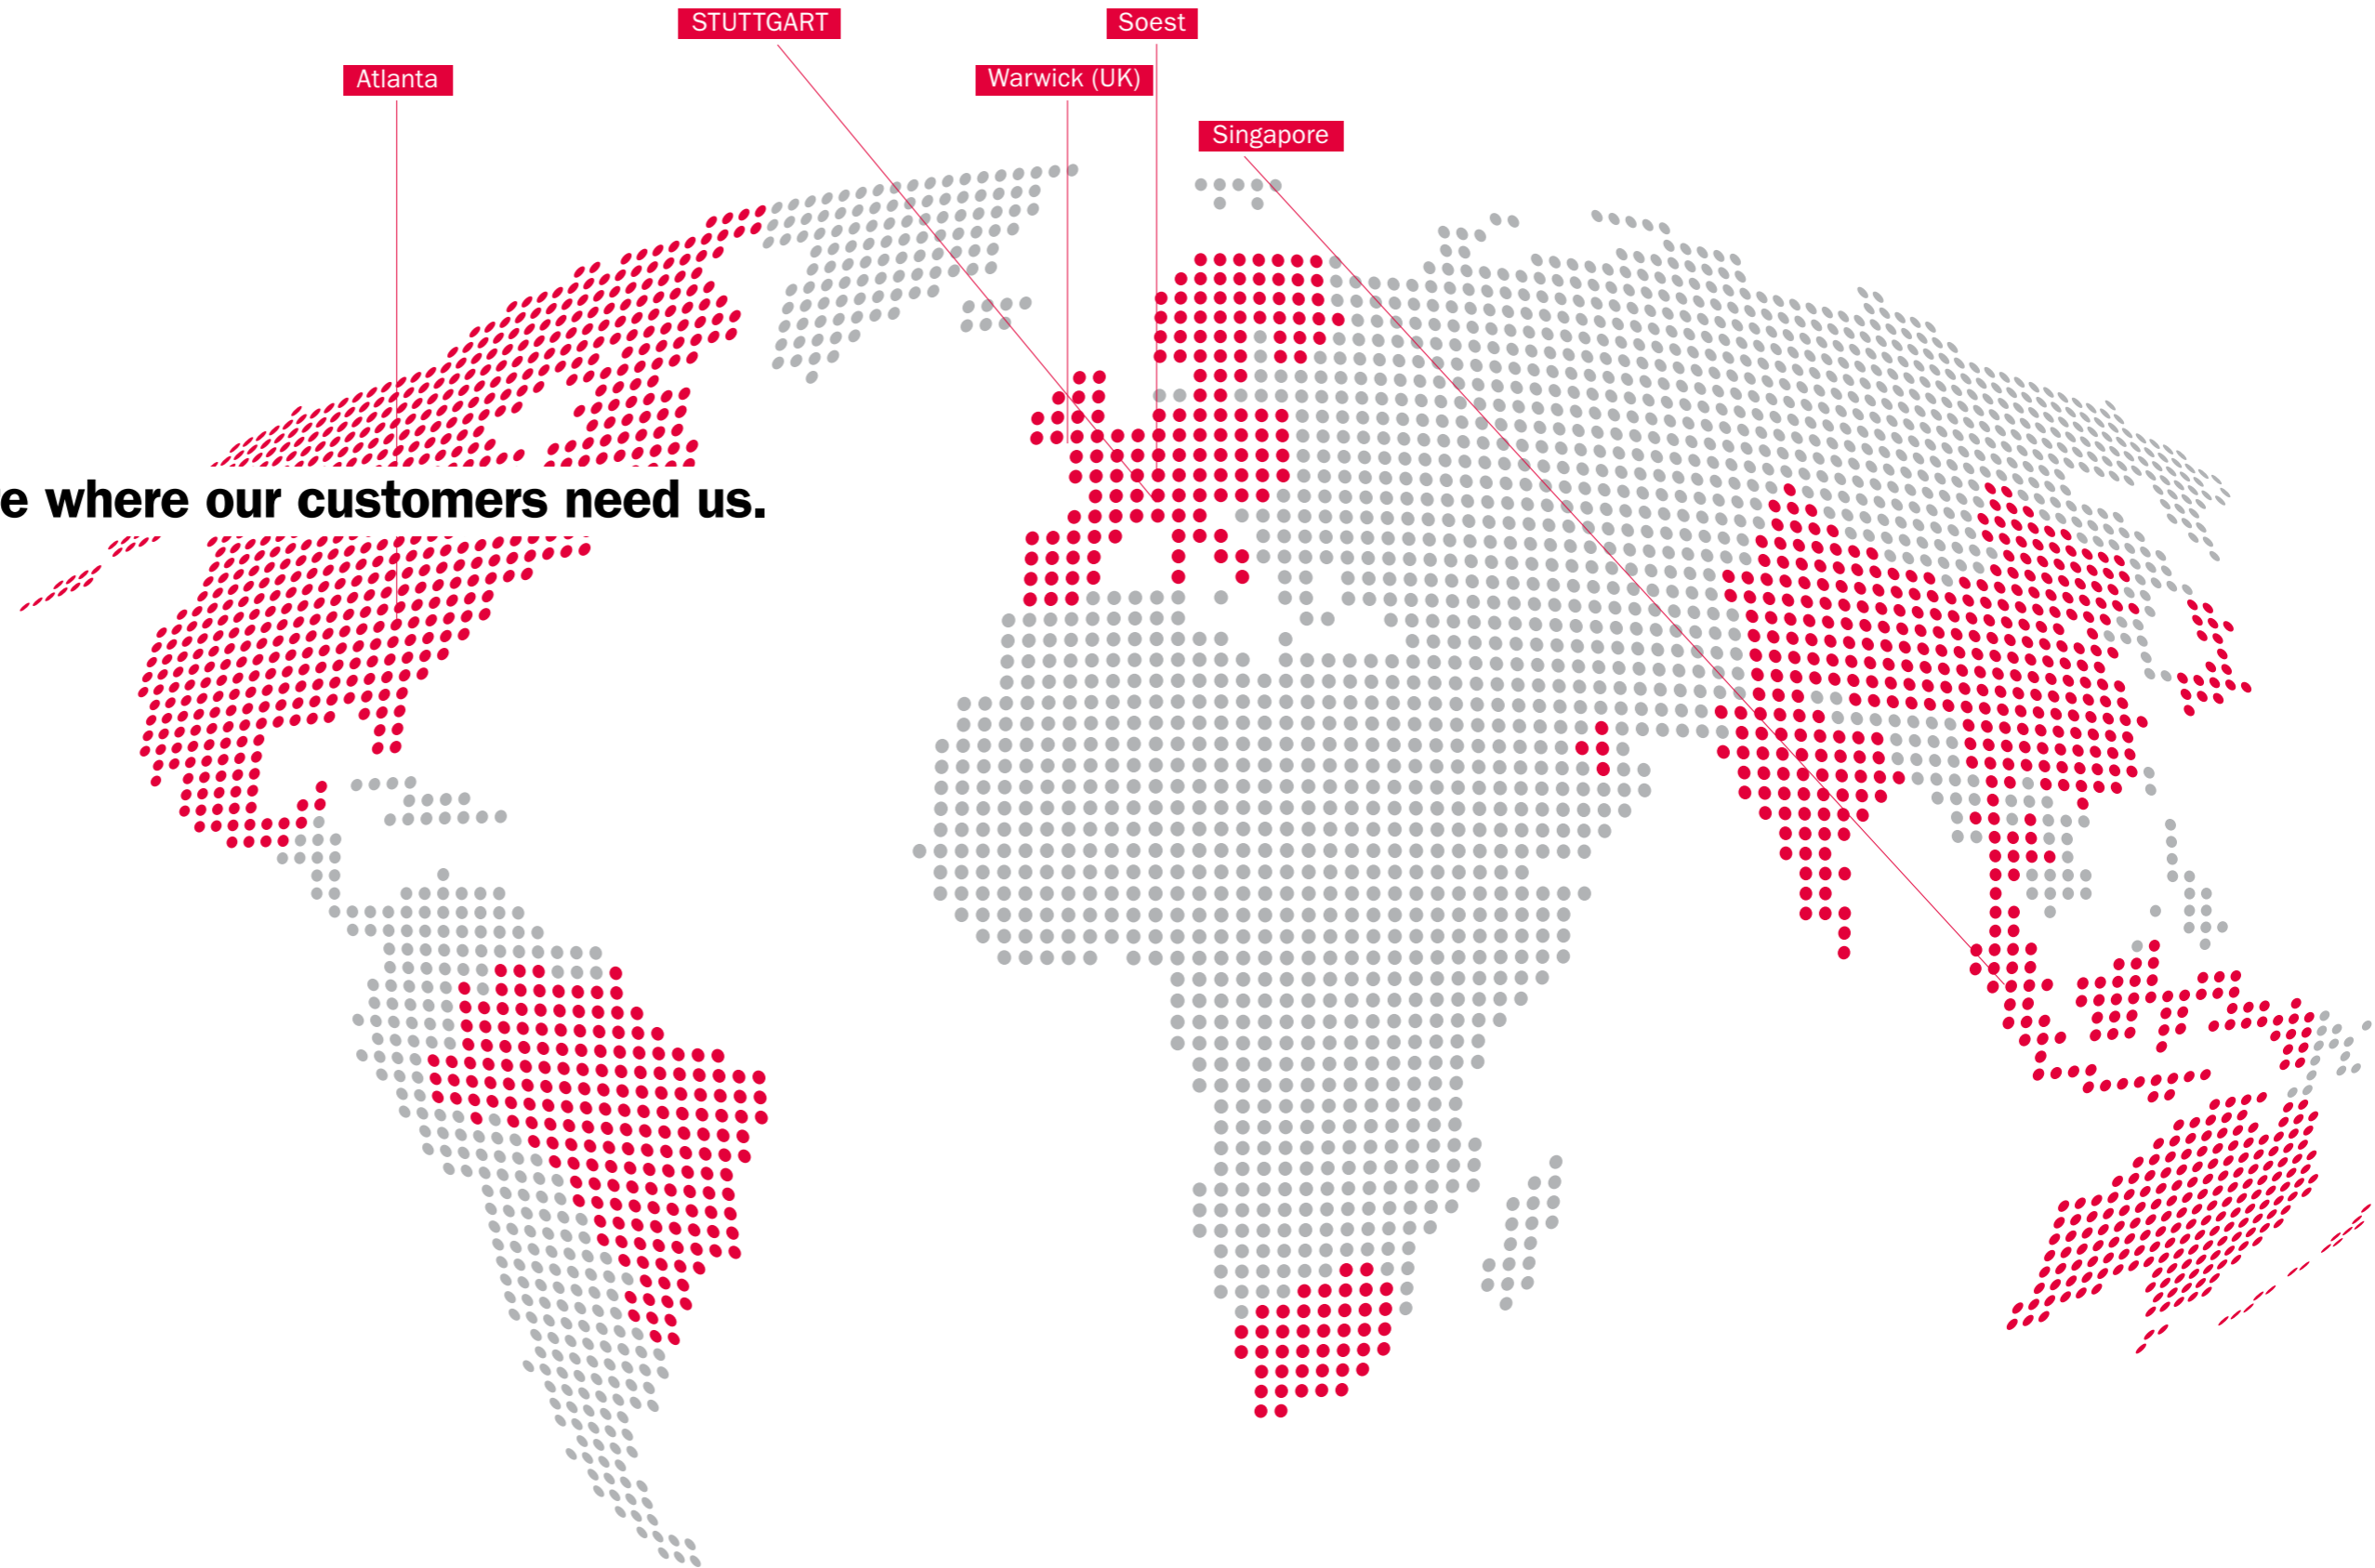 STUTTGART
Soest
Atlanta
Warwick (UK)
Singapore
e where our customers need us.